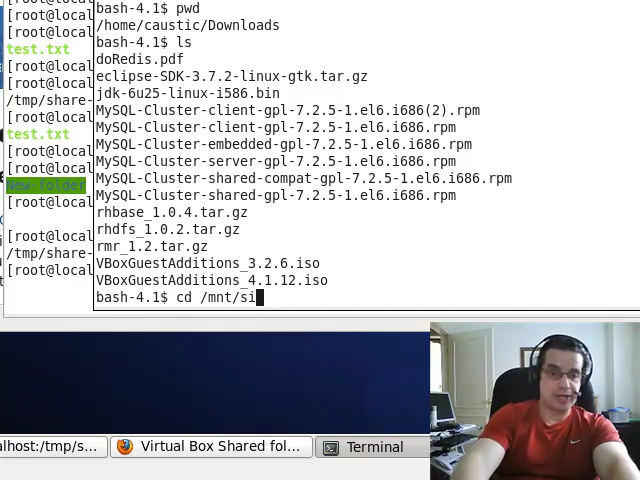 [root@local
[root@local
test.txt
[root@local
[root@local
/tmp/share-
[root@local
test.txt
[root@local
[root@local
New-folder
[root@local
[root@local
/tmp/share-
[root@local
bash-4.1$ pwd
/home/caustic/Downloads
bash-4.1$ ls
doRedis.pdf
eclipse-SDK-3.7.2-linux-gtk.tar.gz
jdk-6u25-linux-i586.bin
MySQL-Cluster-client-gpl-7.2.5-1.el6.i686(2).rpm
MySQL-Cluster-client-gpl-7.2.5-1.el6.i686.rpm
MySQL-Cluster-embedded-gpl-7.2.5-1.el6.i686.rpm
MySQL-Cluster-server-gpl-7.2.5-1.el6.i686.rpm
MySQL-Cluster-shared-compat-gpl-7.2.5-1.el6.i686.rpm
MySQL-Cluster-shared-gpl-7.2.5-1.el6.i686.rpm
rhbase_1.0.4.tar.gz
rhdfs_1.0.2.tar.gz
rmr_1.2.tar.gz
VBoxGuestAdditions_3.2.6.iso
VBoxGuestAdditions_4.1.12.iso
bash-4.1$ cd /mnt/si
alhost:/tmp/s...
Virtual Box Shared fol...
Terminal